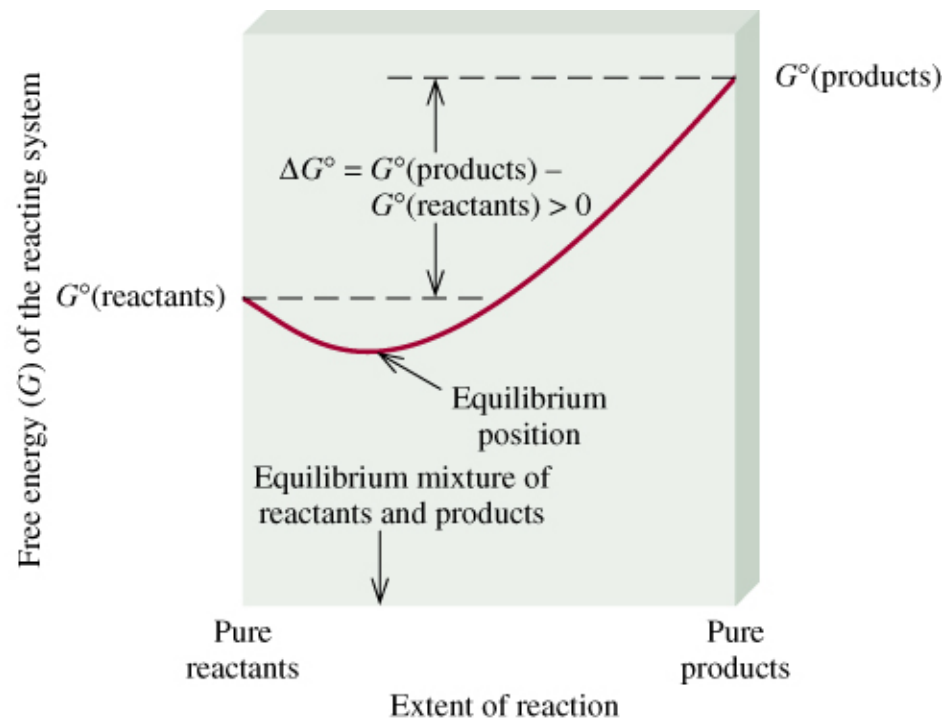 Free energy (G) of the reacting system
G°(products)
ΔG° = G°(products) –
G°(reactants) > 0
G°(reactants)
Equilibrium
position
Equilibrium mixture of
reactants and products
Pure
reactants
Pure
products
Extent of reaction